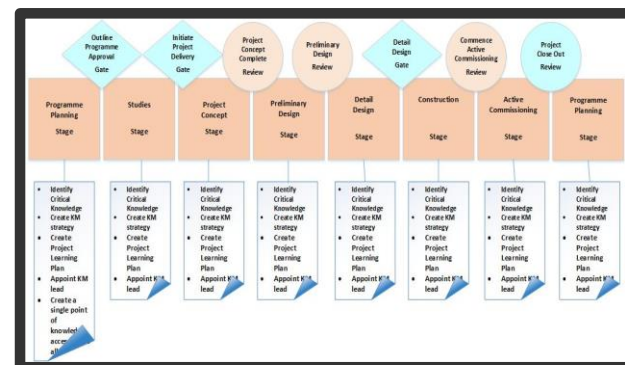 Outline
Programme
Approval
Gate
Initiate
Project
Delivery
Gate
Project
Concept
Complete
Review
Preliminary
Design
Review
Detail
Design
Gate
Commence
Active
Commissioning
Review
Project
Close Out
Review
Programme
Planning
Stage
Studies
Stage
Project
Concept
Stage
Preliminary
Design
Stage
Detail
Design
Stage
Construction
Stage
Active
Commissioning
Stage
Programme
Planning
Stage
• Identify
Critical
Knowledge
• Create KM
strategy
• Create
Project
Learning
Plan
• Appoint KM
lead
• Create a
single point
of
• Identify
Critical
Knowledge
• Create KM
strategy
• Create
Project
Learning
Plan
• Appoint KM
lead
• Identify
Critical
Knowledge
• Create KM
strategy
• Create
Project
Learning
Plan
• Appoint KM
lead
• Identify
Critical
Knowledge
• Create KM
strategy
• Create
Project
Learning
Plan
• Appoint KM
lead
• Identify
Critical
Knowledge
• Create KM
strategy
• Create
Project
Learning
Plan
• Appoint KM
lead
• Identify
Critical
Knowledge
• Create KM
strategy
• Create
Project
Learning
Plan
• Appoint KM
lead
• Identify
Critical
Knowledge
• Create KM
strategy
• Create
Project
Learning
Plan
• Appoint KM
lead
• Identify
Critical
Knowledge
• Create KM
strategy
• Create
Project
Learning
Plan
• Appoint KM
lead